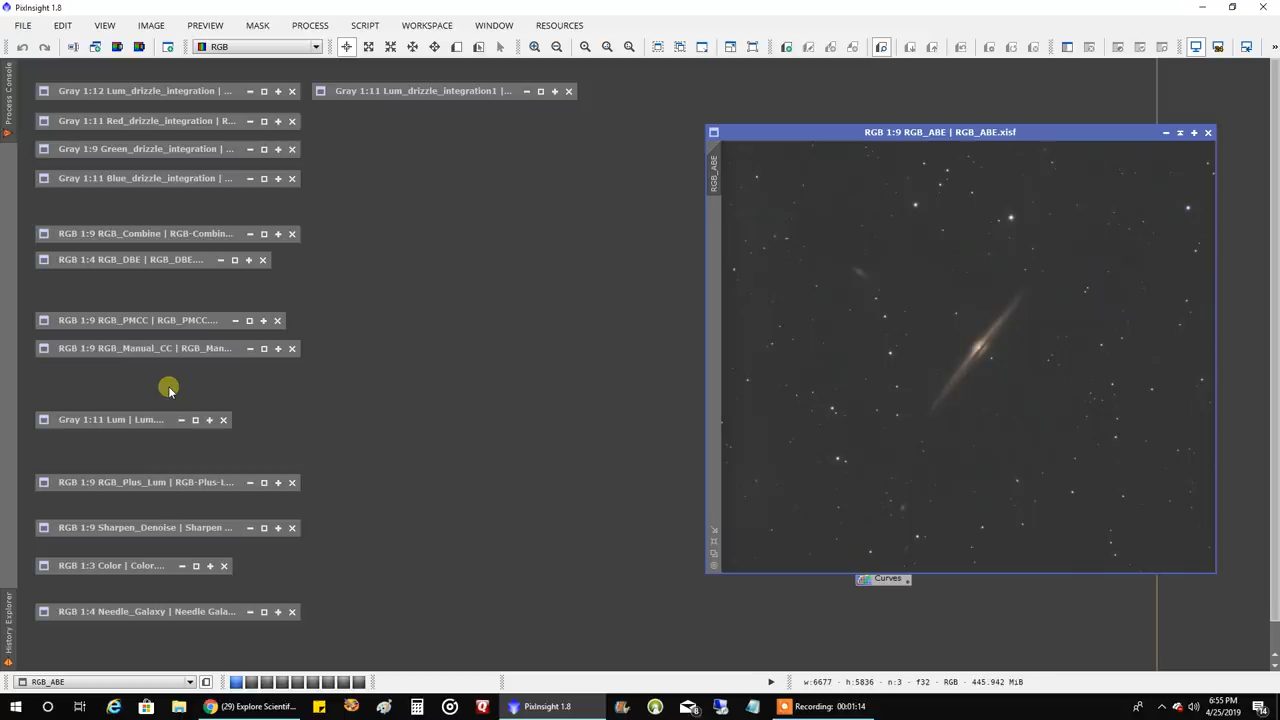 PixInsight 1.8
FILE EDIT VIEW IMAGE PREVIEW MASK PROCESS SCRIPT WORKSPACE WINDOW RESOURCES
RGB
Process Console
Gray 1:12 Lum_drizzle_integration | ...
Gray 1:11 Lum_drizzle_integration1 |...
Gray 1:11 Red_drizzle_integration | R...
Gray 1:9 Green_drizzle_integration | ...
Gray 1:11 Blue_drizzle_integration | ...
RGB 1:9 RGB_Combine | RGB-Combin...
RGB 1:4 RGB_DBE | RGB_DBE....
RGB 1:9 RGB_PMCC | RGB_PMCC....
RGB 1:9 RGB_Manual_CC | RGB_Man...
Gray 1:11 Lum | Lum....
RGB 1:9 RGB_Plus_Lum | RGB-Plus-L...
RGB 1:9 Sharpen_Denoise | Sharpen ...
RGB 1:3 Color | Color....
RGB 1:4 Needle_Galaxy | Needle Gala...
RGB 1:9 RGB_ABE | RGB_ABE.xisf
RGB_ABE
Curves
History Explorer
RGB_ABE
w:6677 · h:5836 · n:3 · f32 · RGB · 445.942 MiB
(29) Explore Scientif...
PixInsight 1.8
Recording: 00:01:14
6:55 PM
4/25/2019
14